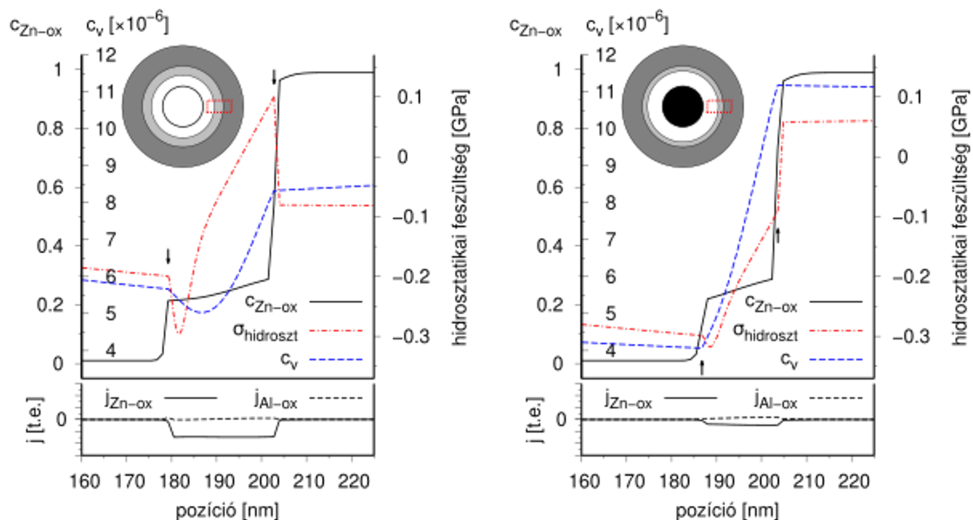 c_Zn−ox c_v [×10^−6]
12
1
11
0.1
10
0.8
0
9
0.6
8
−0.1
7
0.4
6
−0.2
5
0.2
−0.3
4
0
hidrosztatikai feszültség [GPa]
c_Zn−ox
σ_hidroszt
c_v
j_Zn−ox j_Al−ox
0
j [t.e.]
160 170 180 190 200 210 220
pozíció [nm]
c_Zn−ox c_v [×10^−6]
12
1
11
0.1
10
0.8
0
9
0.6
8
−0.1
7
0.4
6
−0.2
5
0.2
−0.3
4
0
hidrosztatikai feszültség [GPa]
c_Zn−ox
σ_hidroszt
c_v
j_Zn−ox j_Al−ox
0
j [t.e.]
160 170 180 190 200 210 220
pozíció [nm]